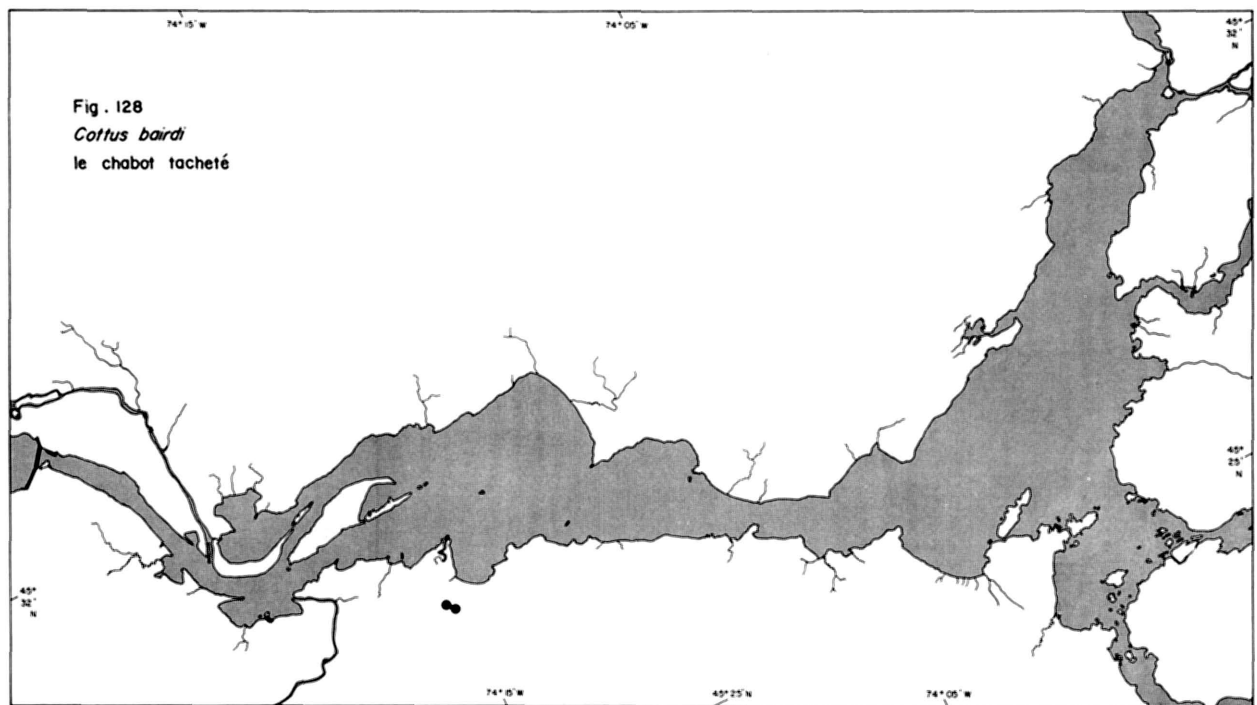 74° 15' W
74° 05' W
45°
32'
N
Fig. 128
Cottus bairdi
le chabot tacheté
45°
25'
N
45°
32'
N
74° 15' W
45° 25' N
74° 05' W